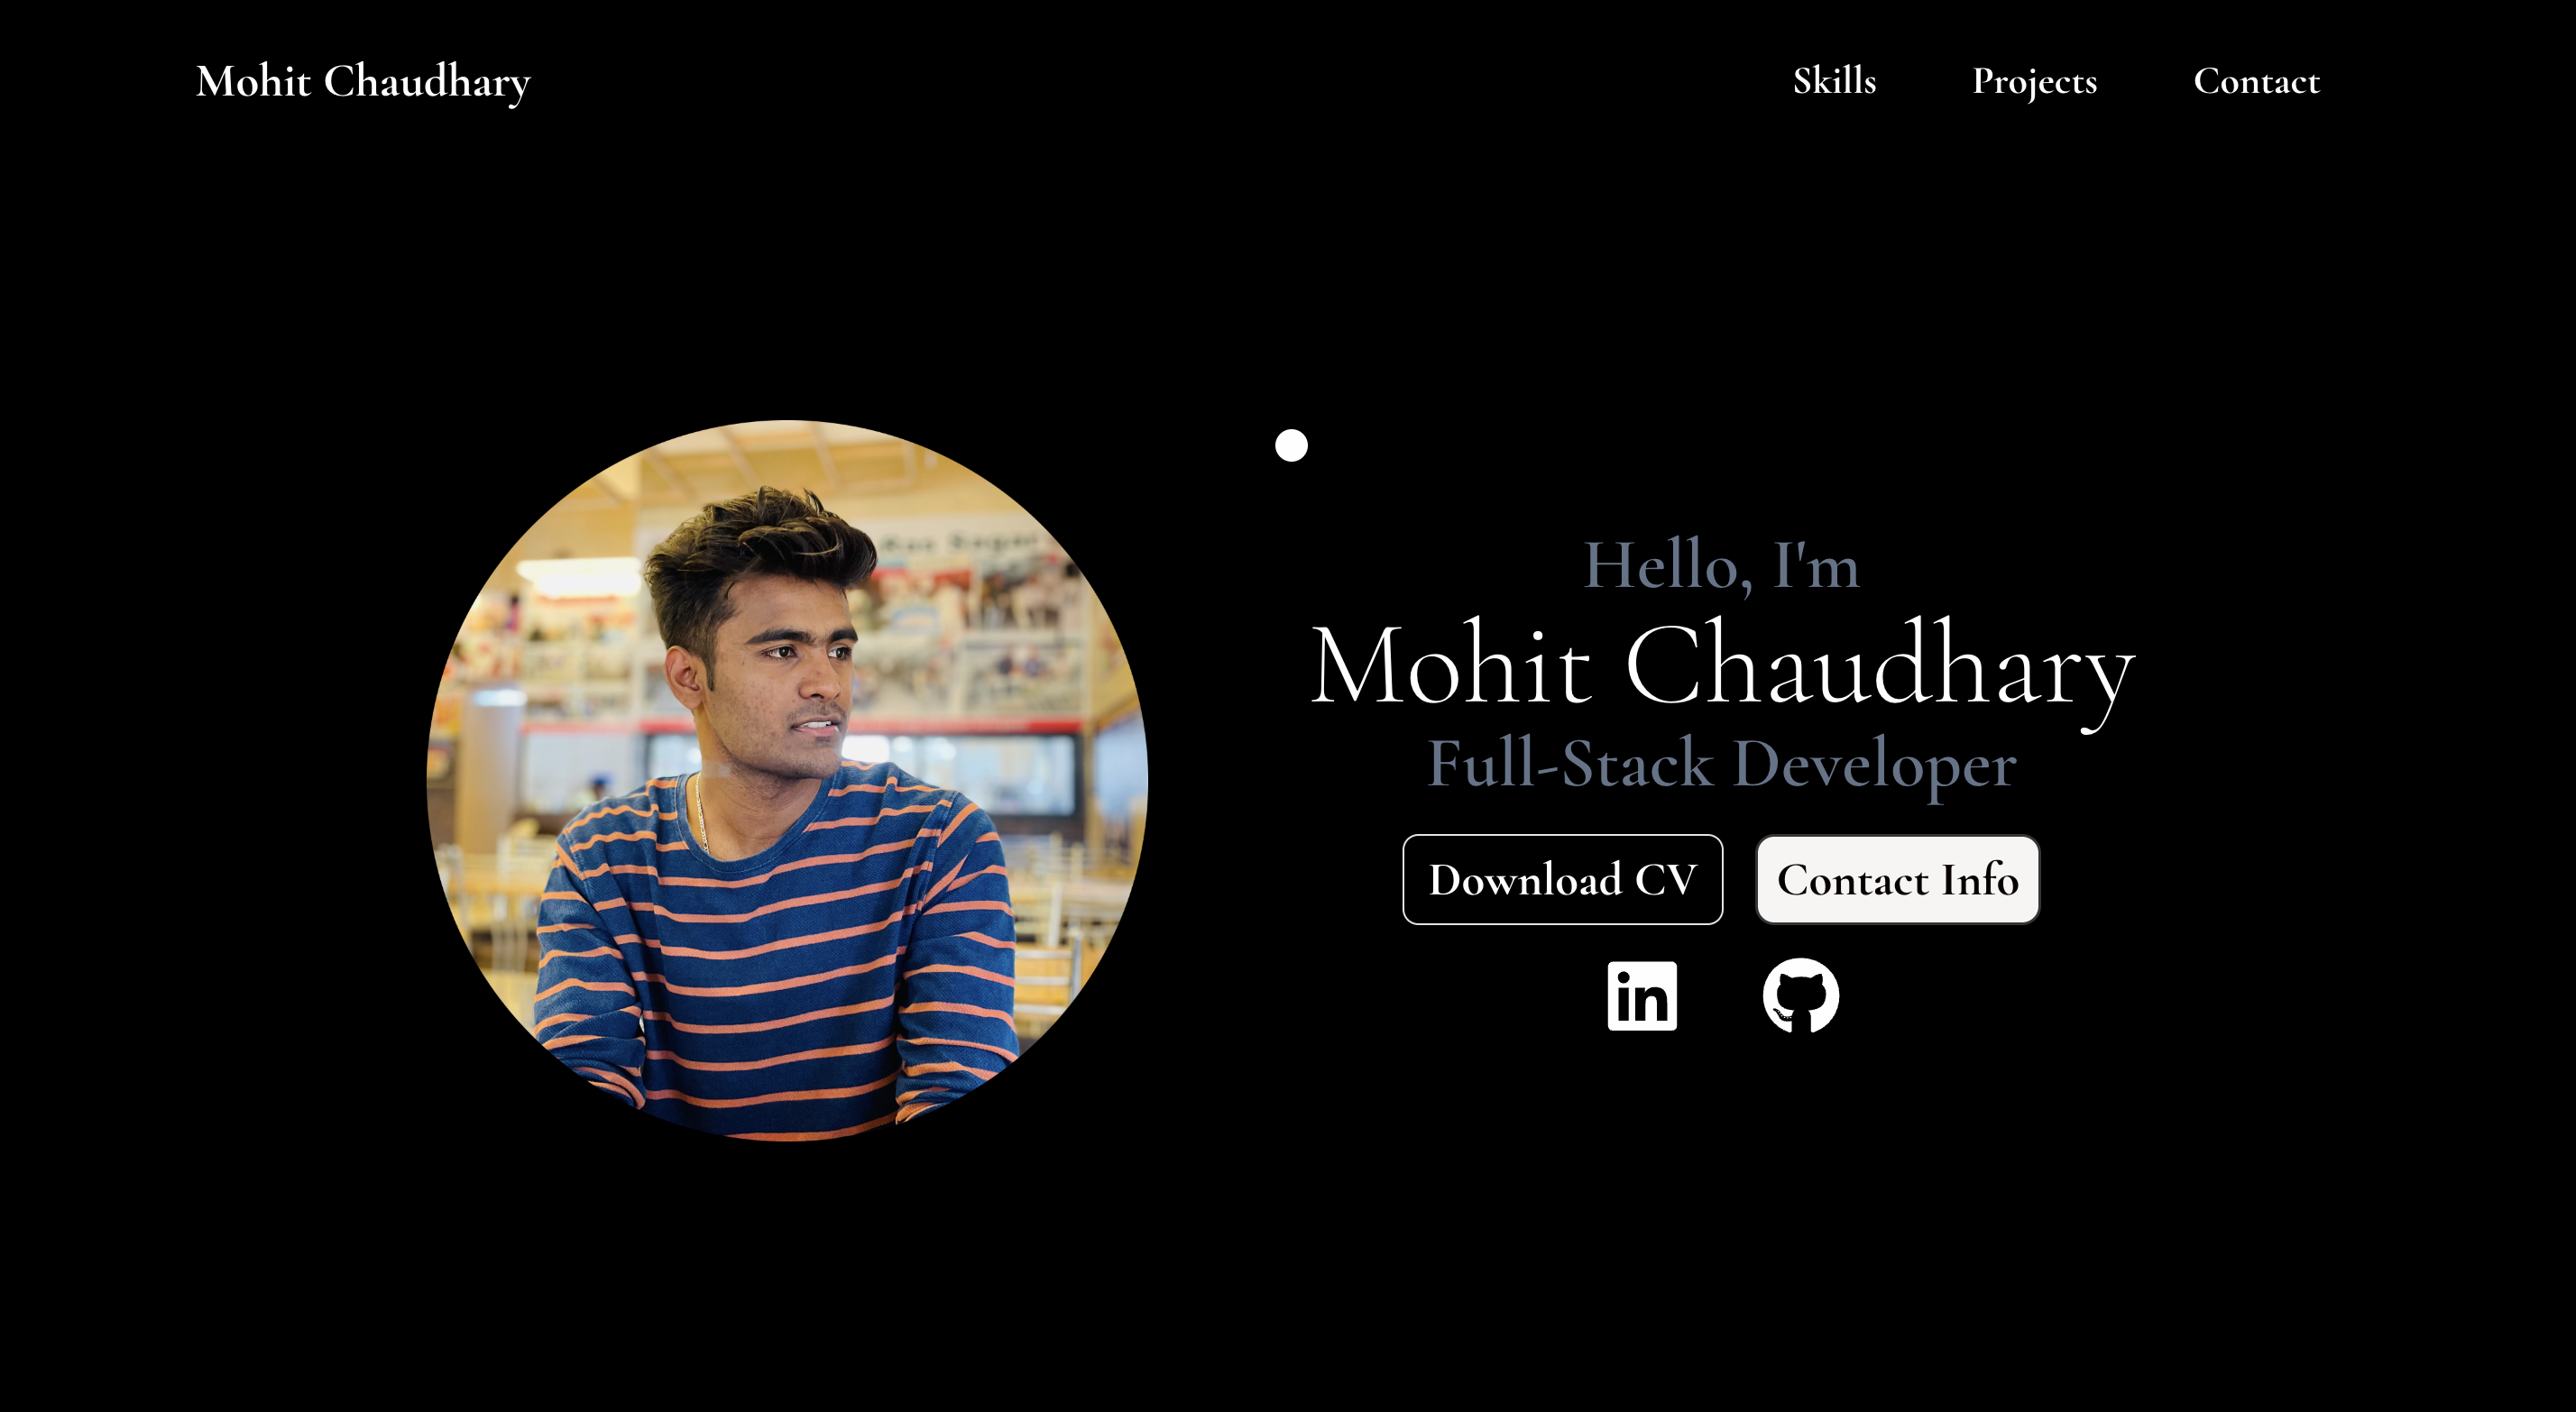 Mohit Chaudhary
Skills
Projects
Contact
Hello, I'm
Mohit Chaudhary
Full-Stack Developer
Download CV
Contact Info
in